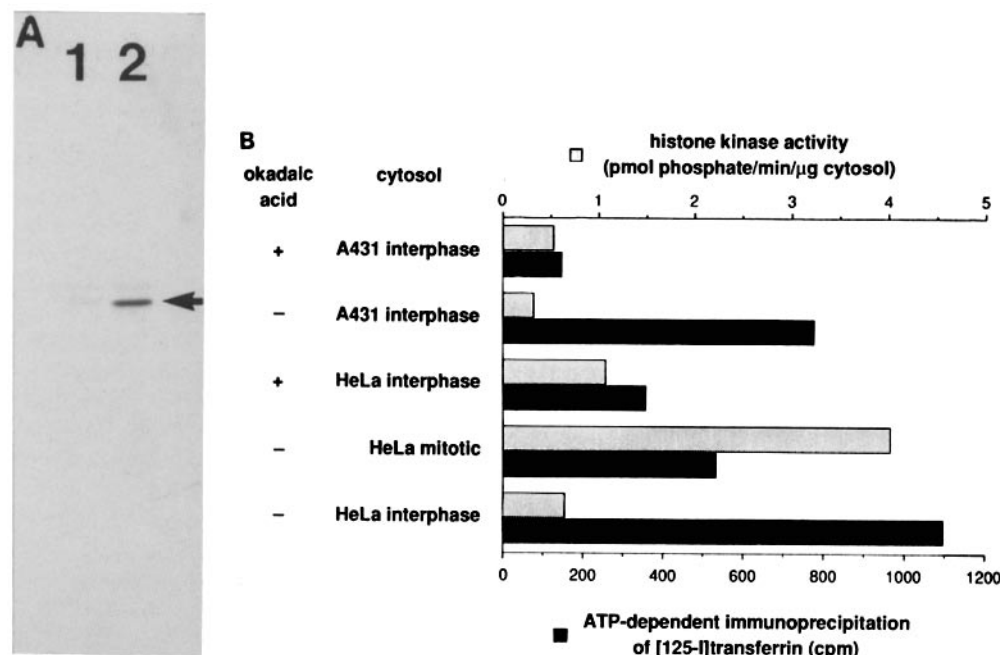 A
1 2
B
histone kinase activity
(pmol phosphate/min/µg cytosol)
okadaic
acid
cytosol
0 1 2 3 4 5
+ A431 interphase
– A431 interphase
+ HeLa interphase
– HeLa mitotic
– HeLa interphase
0 200 400 600 800 1000 1200
ATP-dependent immunoprecipitation
of [125-I]transferrin (cpm)